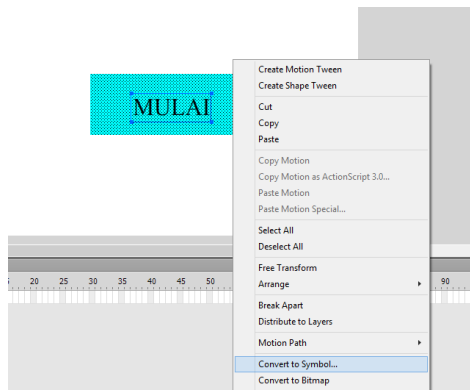 MULAI
Create Motion Tween
Create Shape Tween
Cut
Copy
Paste
Copy Motion
Copy Motion as ActionScript 3.0...
Paste Motion
Paste Motion Special...
Select All
Deselect All
Free Transform
Arrange
Break Apart
Distribute to Layers
Motion Path
Convert to Symbol...
Convert to Bitmap
20 25 30 35 40 45 50 90